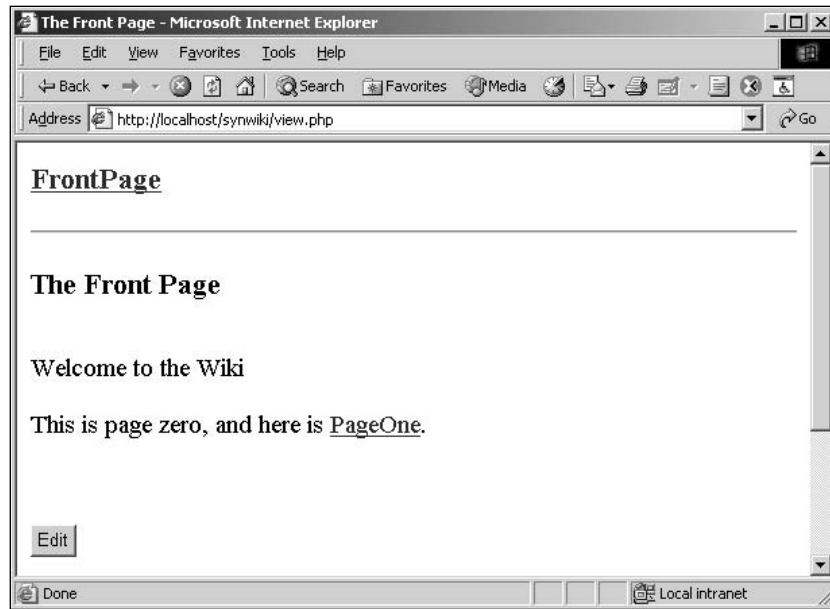 The Front Page - Microsoft Internet Explorer
File Edit View Favorites Tools Help
Back Search Favorites Media
Address http://localhost/synwiki/view.php Go
FrontPage
The Front Page
Welcome to the Wiki
This is page zero, and here is PageOne.
Edit
Done Local intranet